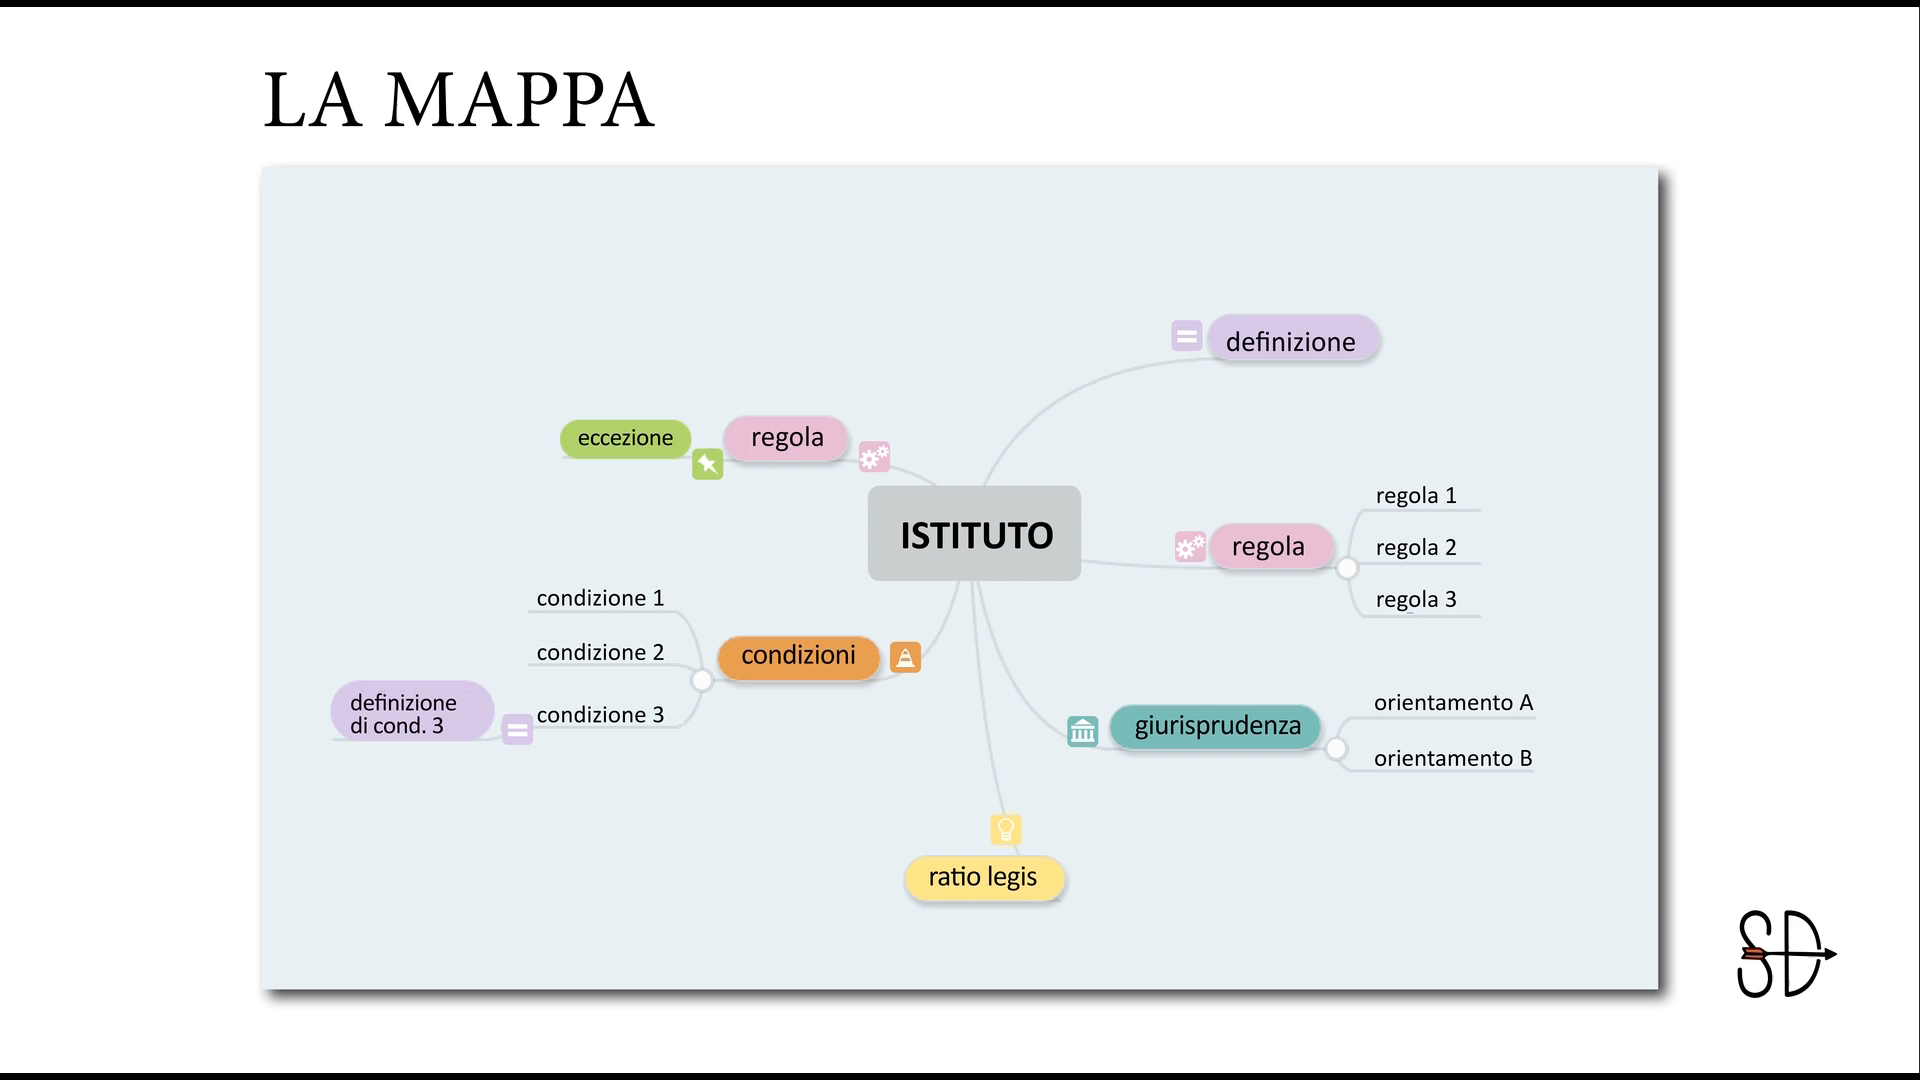 LA MAPPA
definizione
eccezione
regola
ISTITUTO
regola
regola 1
regola 2
regola 3
condizioni
condizione 1
condizione 2
condizione 3
definizione
di cond. 3
giurisprudenza
orientamento A
orientamento B
ratio legis
SD